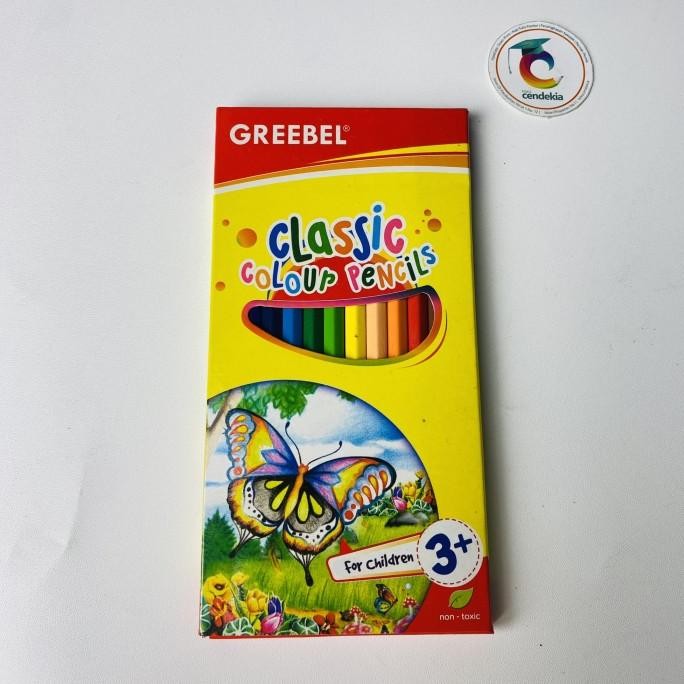 GREEBEL®
Classic
COLOUR PENCILS
For Children
3+
non - toxic
cendekia